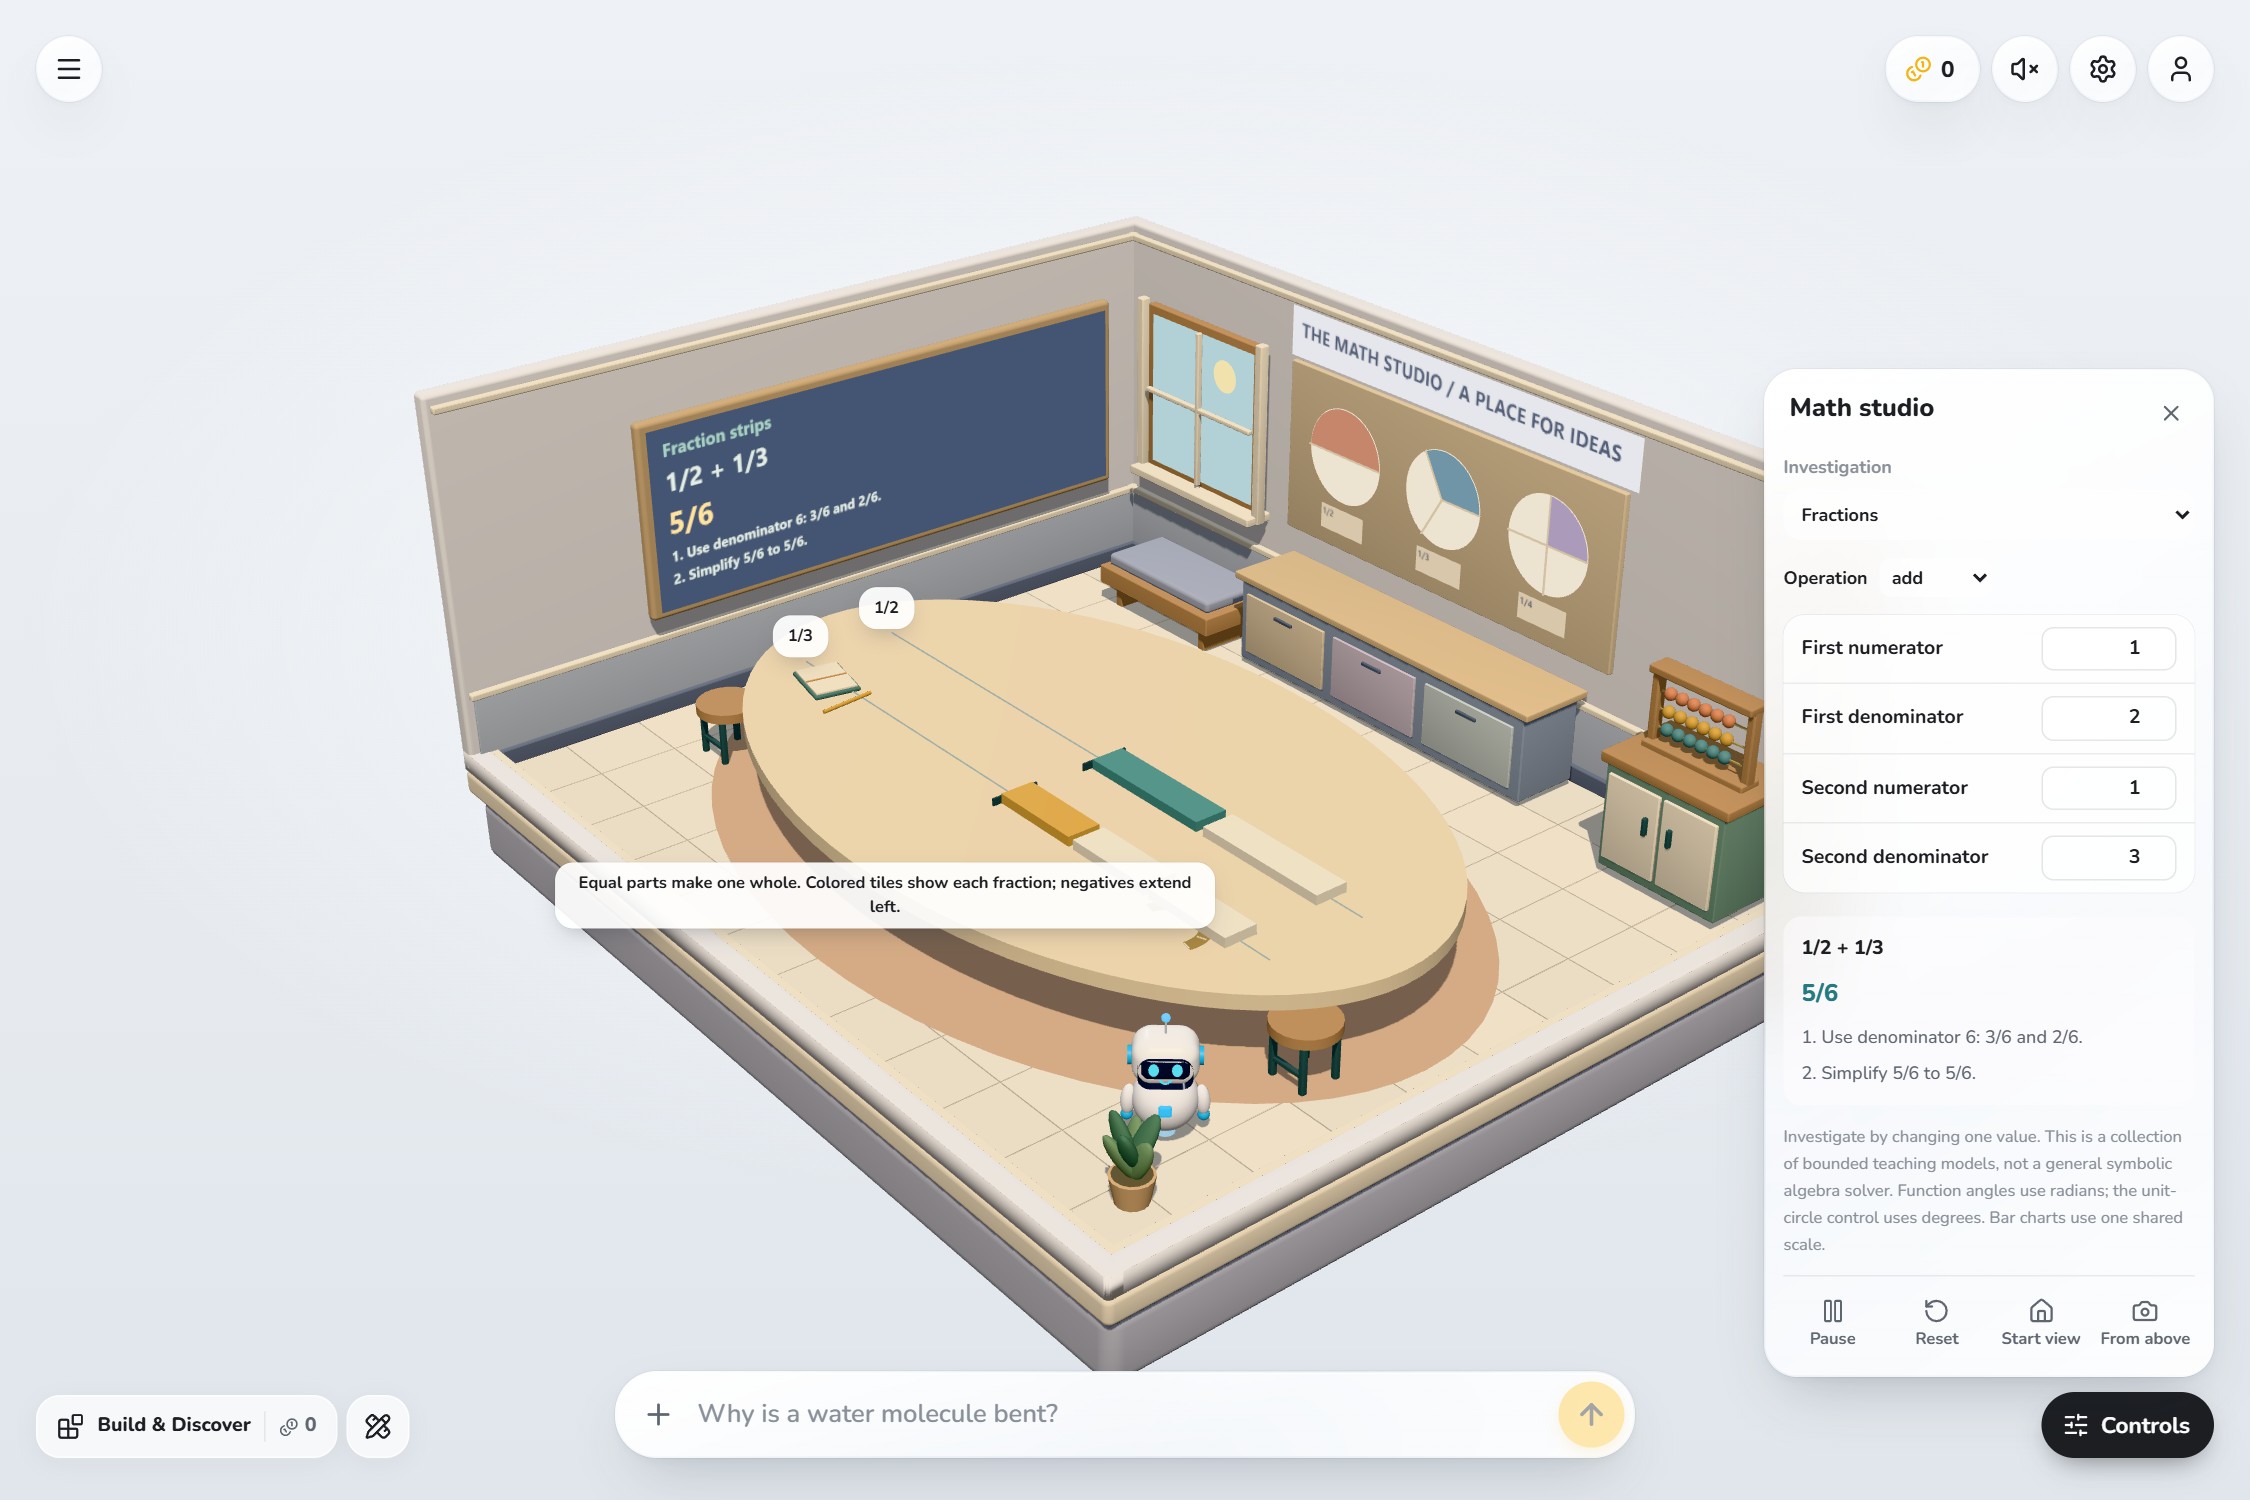 0
THE MATH STUDIO / A PLACE FOR IDEAS
Fraction strips
1/2 + 1/3
5/6
1. Use denominator 6: 3/6 and 2/6.
2. Simplify 5/6 to 5/6.
1/2
1/3
1/4
1/2
1/3
Equal parts make one whole. Colored tiles show each fraction; negatives extend
left.
Math studio
Investigation
Fractions
Operation add
First numerator 1
First denominator 2
Second numerator 1
Second denominator 3
1/2 + 1/3
5/6
1. Use denominator 6: 3/6 and 2/6.
2. Simplify 5/6 to 5/6.
Investigate by changing one value. This is a collection
of bounded teaching models, not a general symbolic
algebra solver. Function angles use radians; the unit-
circle control uses degrees. Bar charts use one shared
scale.
Pause Reset Start view From above
Build & Discover 0
Why is a water molecule bent?
Controls